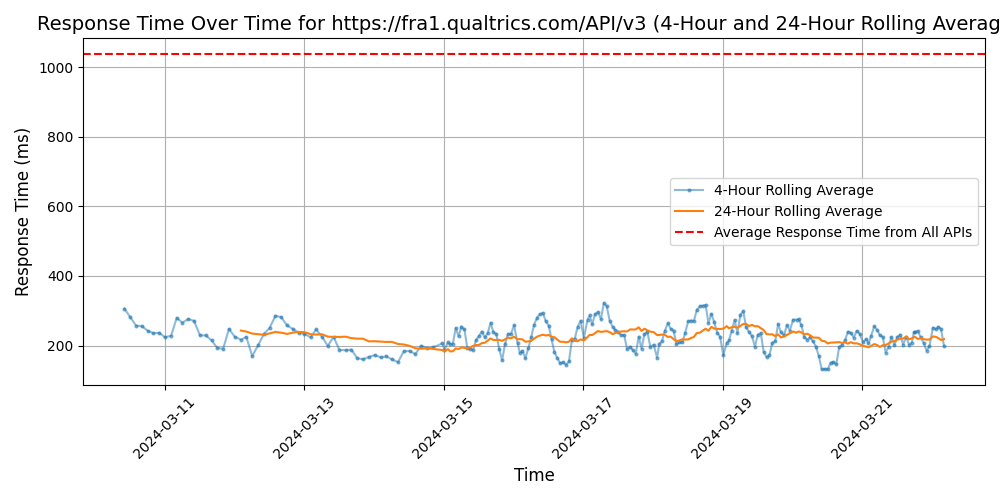 Response Time Over Time for https://fra1.qualtrics.com/API/v3 (4-Hour and 24-Hour Rolling Averag
Response Time (ms)
1000
800
600
400
200
4-Hour Rolling Average
24-Hour Rolling Average
Average Response Time from All APIs
2024-03-11
2024-03-13
2024-03-15
2024-03-17
2024-03-19
2024-03-21
Time